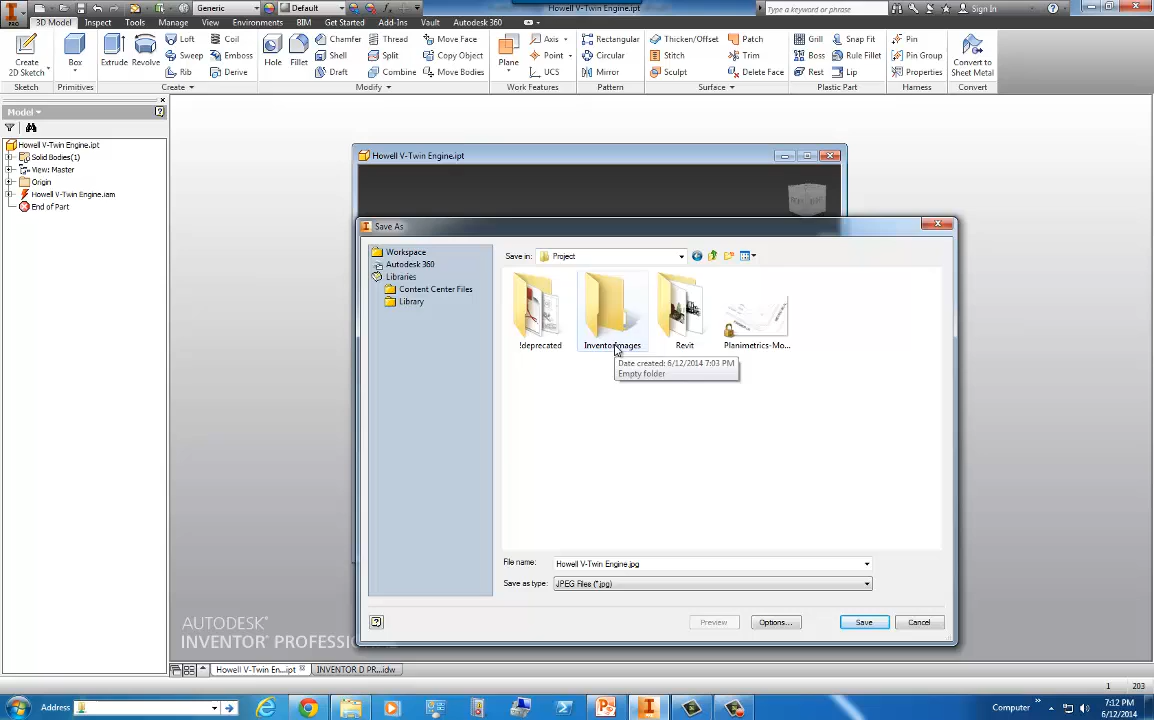 Generic
Default
Howell V-Twin Engine.ipt
Type a keyword or phrase
Sign In
PRO
3D Model Inspect Tools Manage View Environments BIM Get Started Add-Ins Vault Autodesk 360
Create 2D Sketch
Box
Extrude
Revolve
Loft
Sweep
Rib
Coil
Emboss
Derive
Hole
Fillet
Chamfer
Shell
Draft
Thread
Split
Combine
Move Face
Copy Object
Move Bodies
Plane
Axis
Point
UCS
Rectangular
Circular
Mirror
Thicken/Offset
Stitch
Sculpt
Patch
Trim
Delete Face
Grill
Boss
Rest
Snap Fit
Rule Fillet
Lip
Pin
Pin Group
Properties
Convert to Sheet Metal
Sketch Primitives Create Modify Work Features Pattern Surface Plastic Part Harness Convert
Model
Howell V-Twin Engine.ipt
Solid Bodies(1)
View: Master
Origin
Howell V-Twin Engine.iam
End of Part
Howell V-Twin Engine.ipt
Save As
Workspace
Autodesk 360
Libraries
Content Center Files
Library
Save in: Project
!deprecated
InventorImages
Revit
Planimetrics-Mo...
Date created: 6/12/2014 7:03 PM
Empty folder
File name: Howell V-Twin Engine.jpg
Save as type: JPEG Files (*.jpg)
Preview Options... Save Cancel
AUTODESK®
INVENTOR® PROFESSI
Howell V-Twin En...ipt INVENTOR D PR...idw
1 203
Address
Computer
7:12 PM
6/12/2014